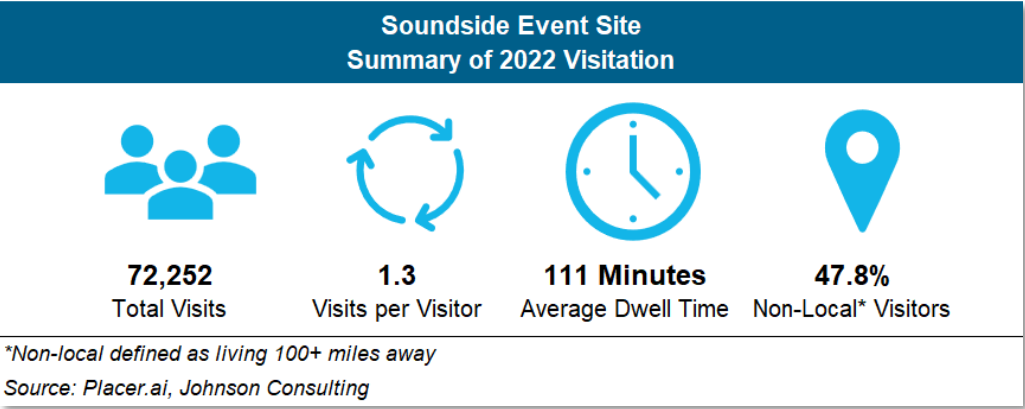 Soundside Event Site
Summary of 2022 Visitation
72,252
Total Visits
1.3
Visits per Visitor
111 Minutes
Average Dwell Time
47.8%
Non-Local* Visitors
*Non-local defined as living 100+ miles away
Source: Placer.ai, Johnson Consulting